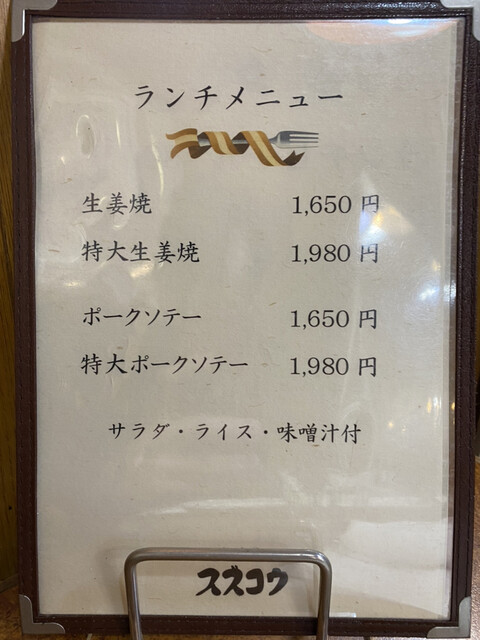 ランチメニュー
生姜焼 1,650 円
特大生姜焼 1,980 円
ポークソテー 1,650 円
特大ポークソテー 1,980 円
サラダ・ライス・味噌汁付
スズコウ